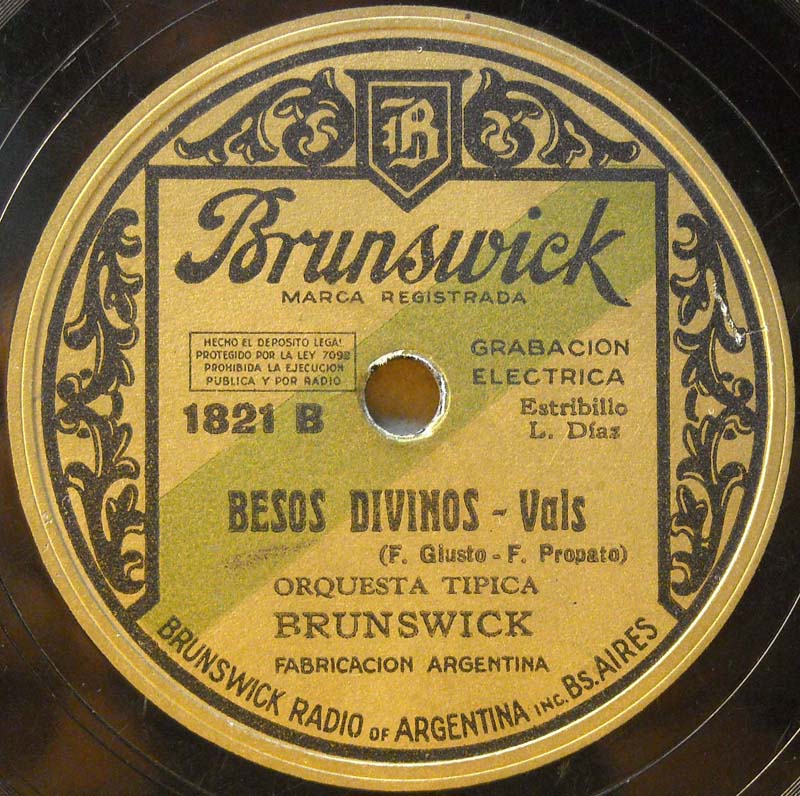 B
Brunswick
MARCA REGISTRADA
HECHO EL DEPOSITO LEGAL
PROTEGIDO POR LA LEY 7092
PROHIBIDA LA EJECUCION
PUBLICA Y POR RADIO
GRABACION
ELECTRICA
1821 B
Estribillo
L. Díaz
BESOS DIVINOS - Vals
(F. Giusto - F. Propato)
ORQUESTA TIPICA
BRUNSWICK
FABRICACION ARGENTINA
BRUNSWICK RADIO OF ARGENTINA INC. Bs. AIRES